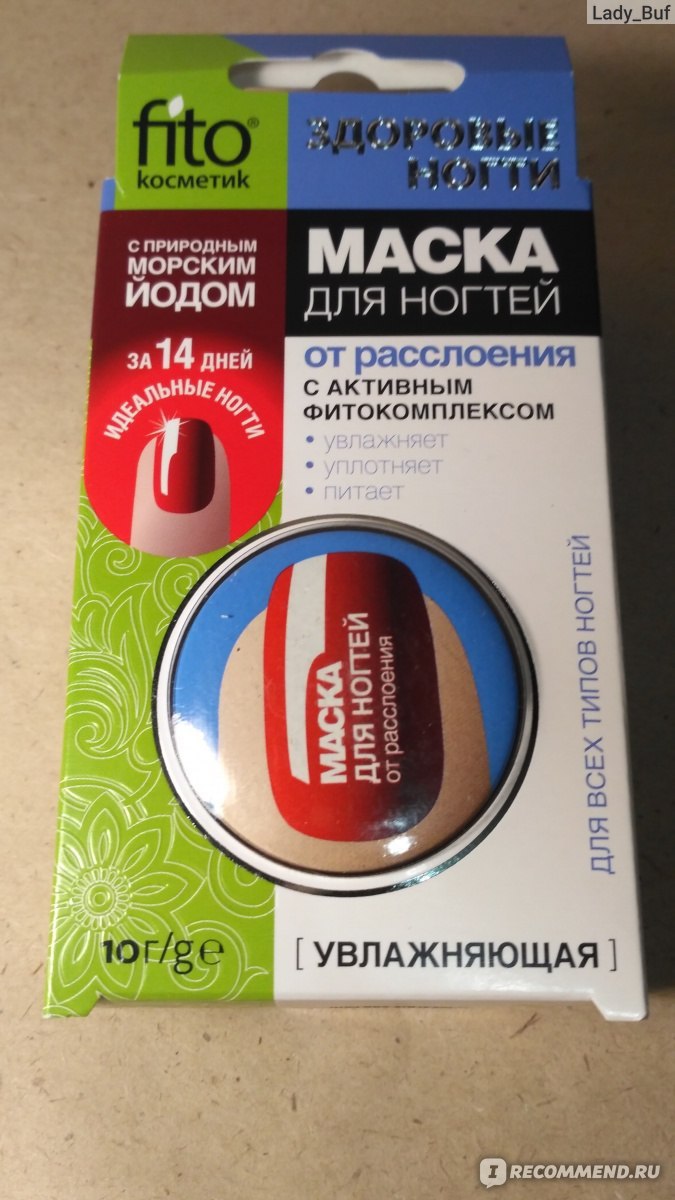 Lady_Buf
fito®
косметик
ЗДОРОВЫЕ
НОГТИ
С ПРИРОДНЫМ
МОРСКИМ
ЙОДОМ
ЗА 14 ДНЕЙ
ИДЕАЛЬНЫЕ НОГТИ
МАСКА
ДЛЯ НОГТЕЙ
от расслоения
С АКТИВНЫМ
ФИТОКОМПЛЕКСОМ
• увлажняет
• уплотняет
• питает
МАСКА
ДЛЯ НОГТЕЙ
от расслоения
ДЛЯ ВСЕХ ТИПОВ НОГТЕЙ
10 г/g e
[ УВЛАЖНЯЮЩАЯ ]
I RECOMMEND.RU